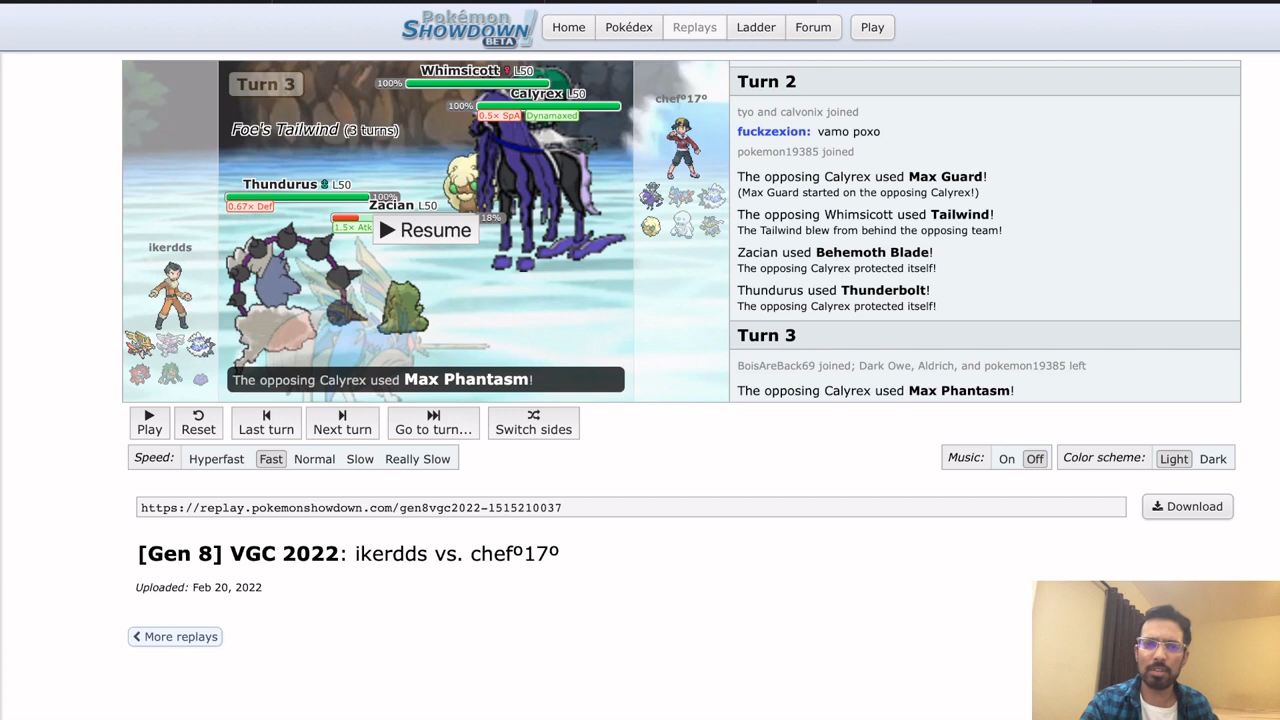 Pokémon
SHOWDOWN!
BETA
Home
Pokédex
Replays
Ladder
Forum
Play
Turn 3
Whimsicott L50
100%
Calyrex L50
100%
0.5× SpA Dynamaxed
Foe's Tailwind (3 turns)
Thundurus L50
100%
0.67× Def
Zacian L50
18%
1.5× Atk
Resume
ikerdds
chefº17º
The opposing Calyrex used Max Phantasm!
Turn 2
tyo and calvonix joined
fuckzexion: vamo poxo
pokemon19385 joined
The opposing Calyrex used Max Guard!
(Max Guard started on the opposing Calyrex!)
The opposing Whimsicott used Tailwind!
The Tailwind blew from behind the opposing team!
Zacian used Behemoth Blade!
The opposing Calyrex protected itself!
Thundurus used Thunderbolt!
The opposing Calyrex protected itself!
Turn 3
BoisAreBack69 joined; Dark Owe, Aldrich, and pokemon19385 left
The opposing Calyrex used Max Phantasm!
Play
Reset
Last turn
Next turn
Go to turn...
Switch sides
Speed: Hyperfast Fast Normal Slow Really Slow
Music: On Off
Color scheme: Light Dark
https://replay.pokemonshowdown.com/gen8vgc2022-1515210037
Download
[Gen 8] VGC 2022: ikerdds vs. chefº17º
Uploaded: Feb 20, 2022
More replays